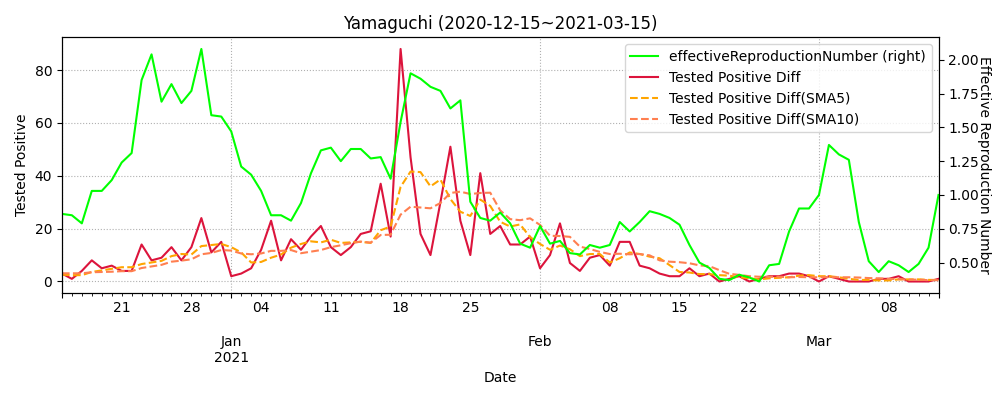 Yamaguchi (2020-12-15~2021-03-15)
effectiveReproductionNumber (right)
Tested Positive Diff
Tested Positive Diff(SMA5)
Tested Positive Diff(SMA10)
Tested Positive
80
60
40
20
0
2.00
1.75
1.50
1.25
1.00
0.75
0.50
Effective Reproduction Number
21 28 04 11 18 25 08 15 22 08
Jan Feb Mar
2021
Date